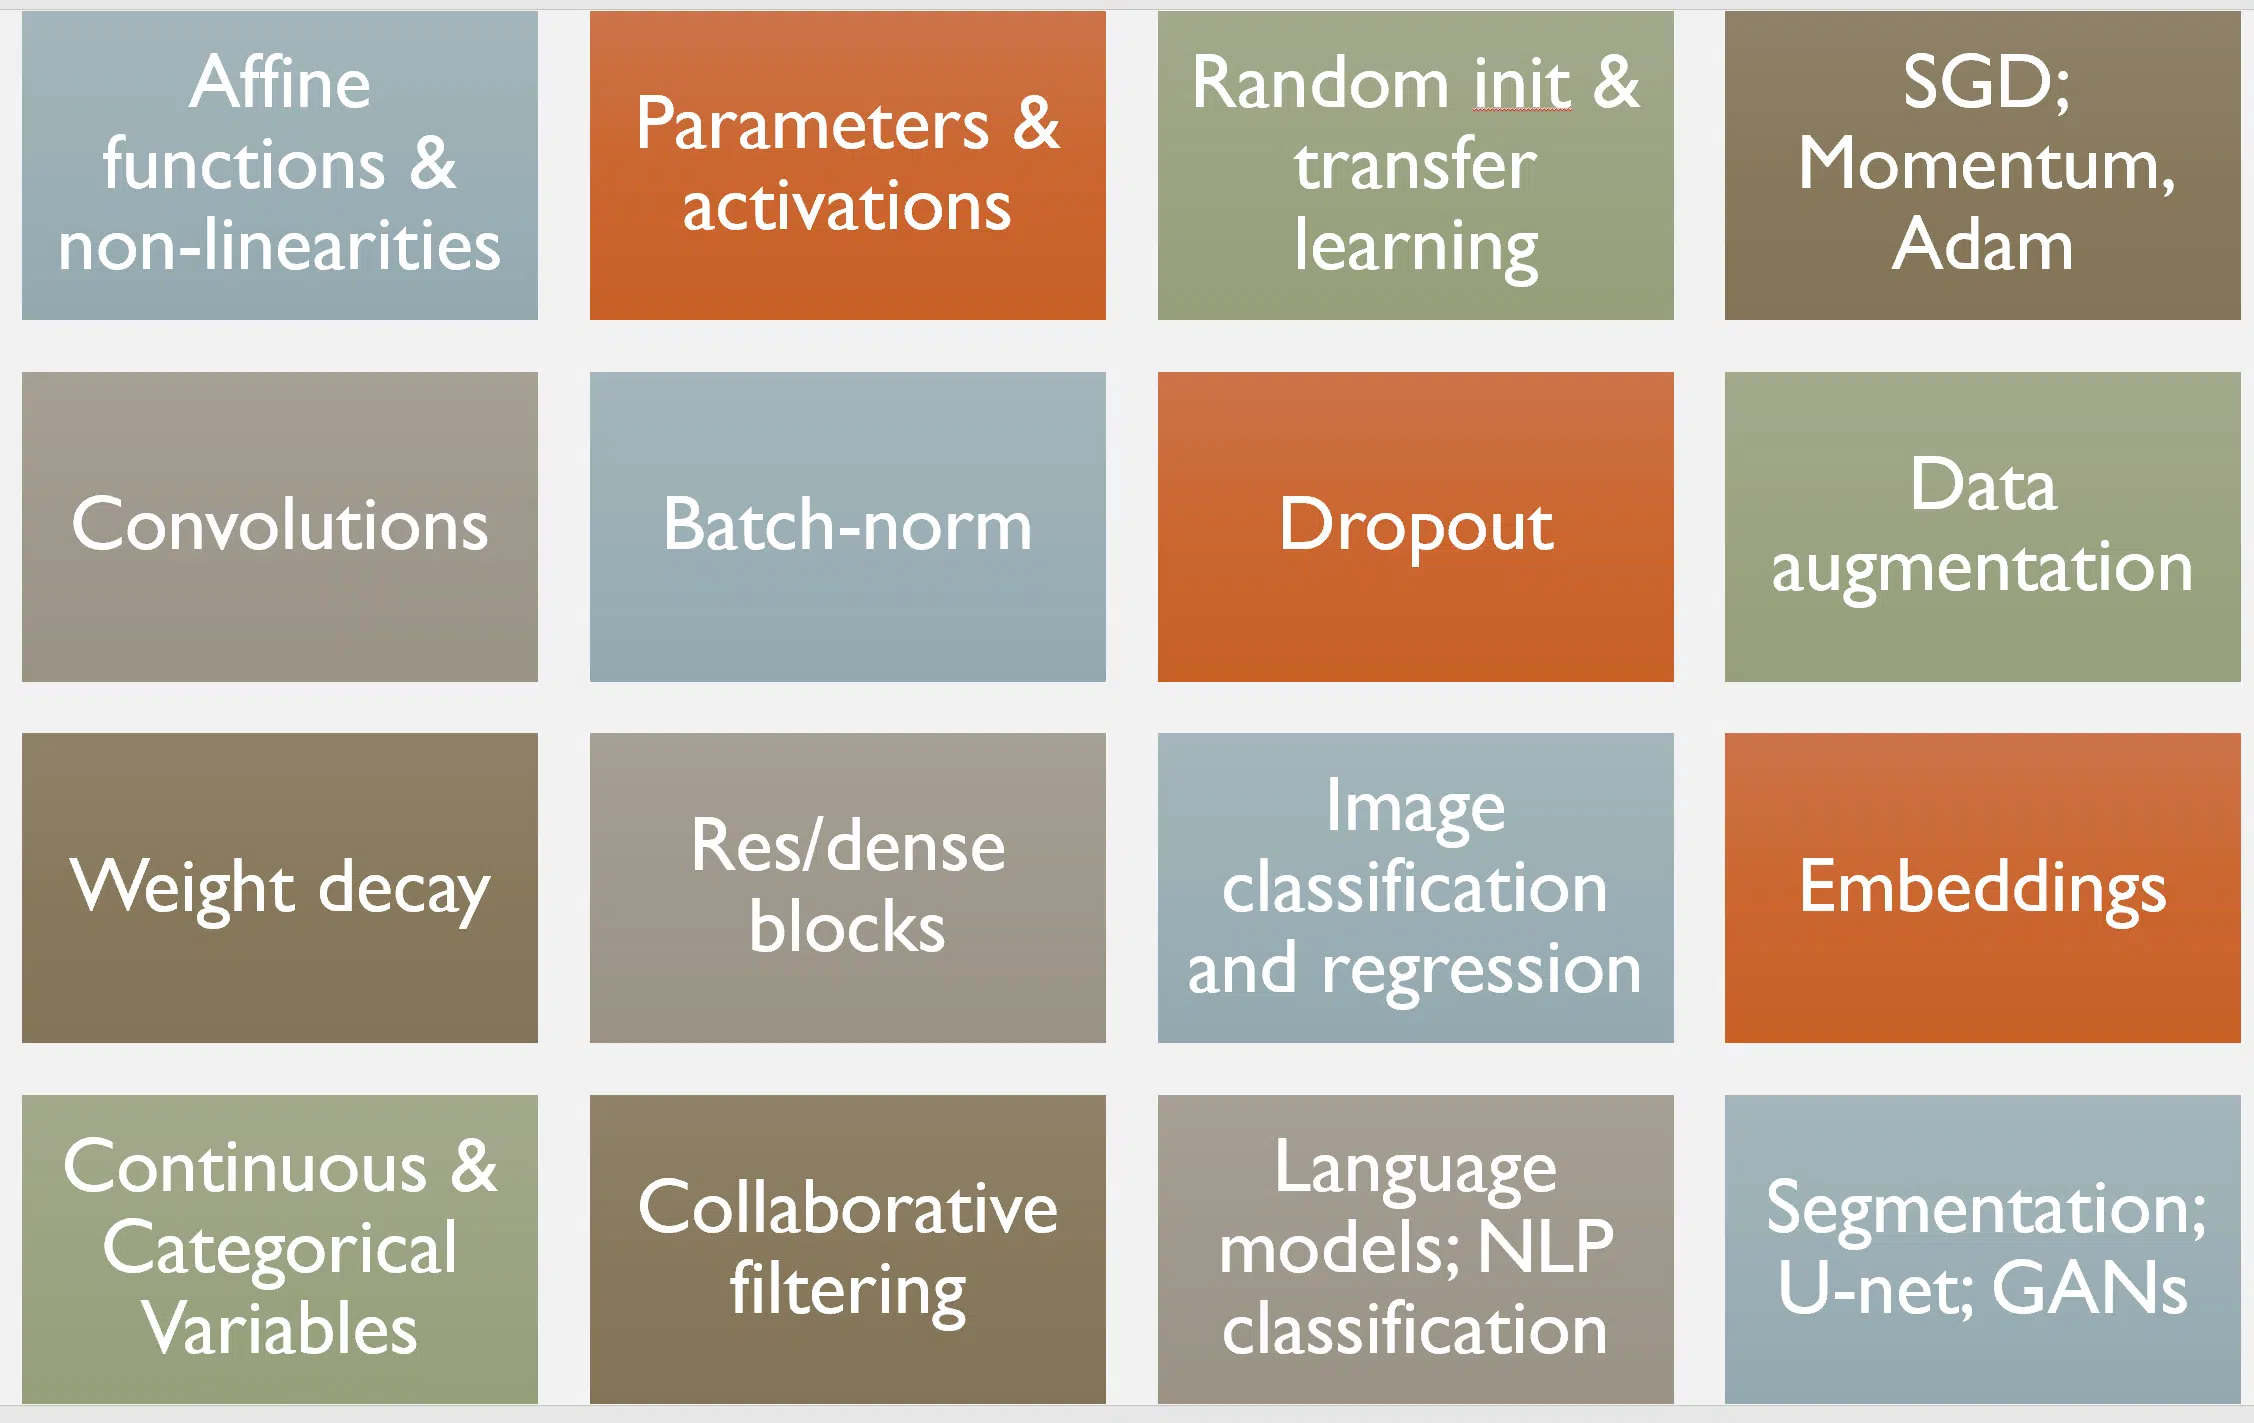 Affine
functions &
non-linearities
Parameters &
activations
Random init &
transfer
learning
SGD;
Momentum,
Adam
Convolutions
Batch-norm
Dropout
Data
augmentation
Weight decay
Res/dense
blocks
Image
classification
and regression
Embeddings
Continuous &
Categorical
Variables
Collaborative
filtering
Language
models; NLP
classification
Segmentation;
U-net; GANs